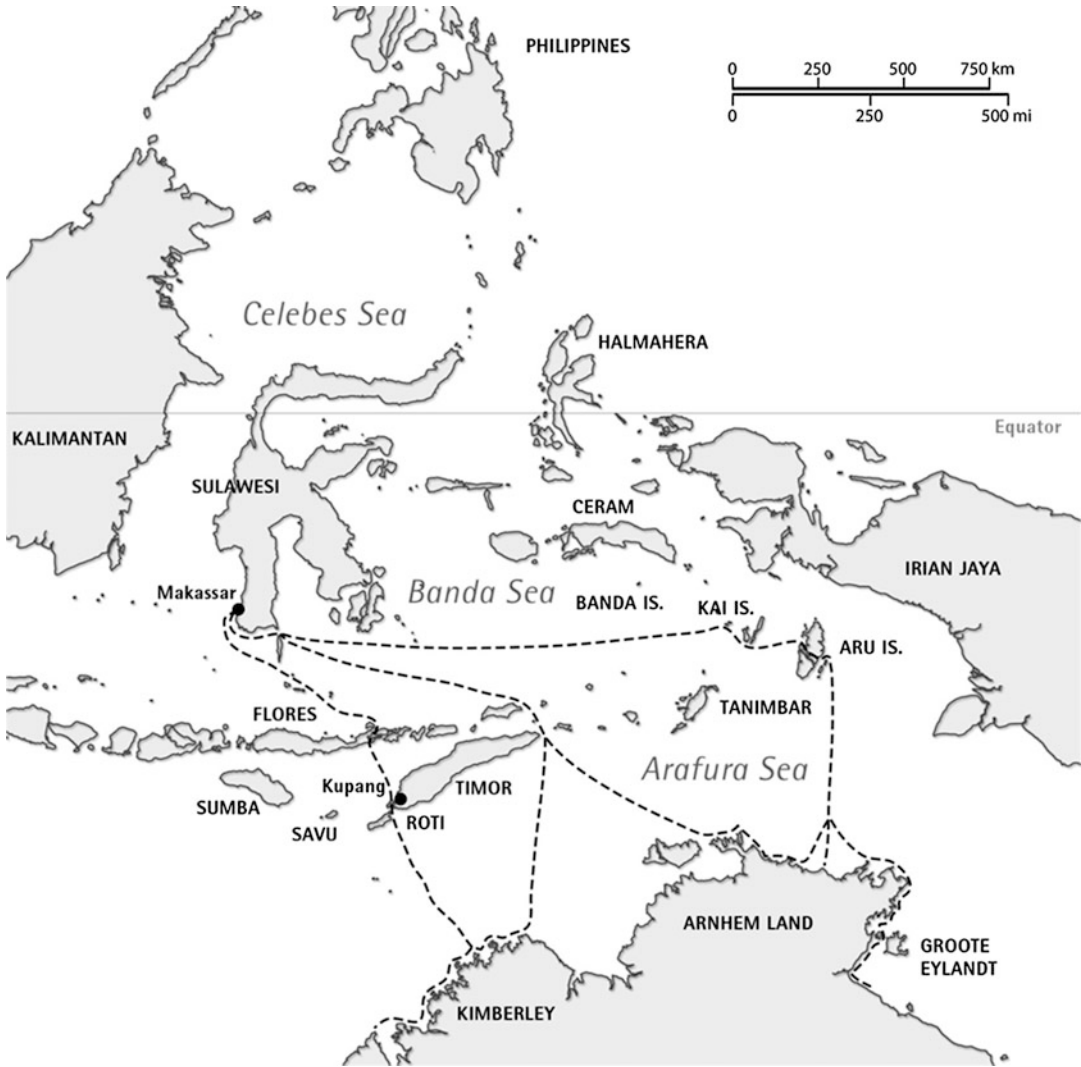 PHILIPPINES
0 250 500 750 km
0 250 500 mi
Celebes Sea
HALMAHERA
Equator
KALIMANTAN
SULAWESI
CERAM
IRIAN JAYA
Makassar
Banda Sea
BANDA IS.
KAI IS.
ARU IS.
FLORES
TANIMBAR
Arafura Sea
Kupang
TIMOR
SUMBA
SAVU
ROTI
ARNHEM LAND
GROOTE
EYLANDT
KIMBERLEY